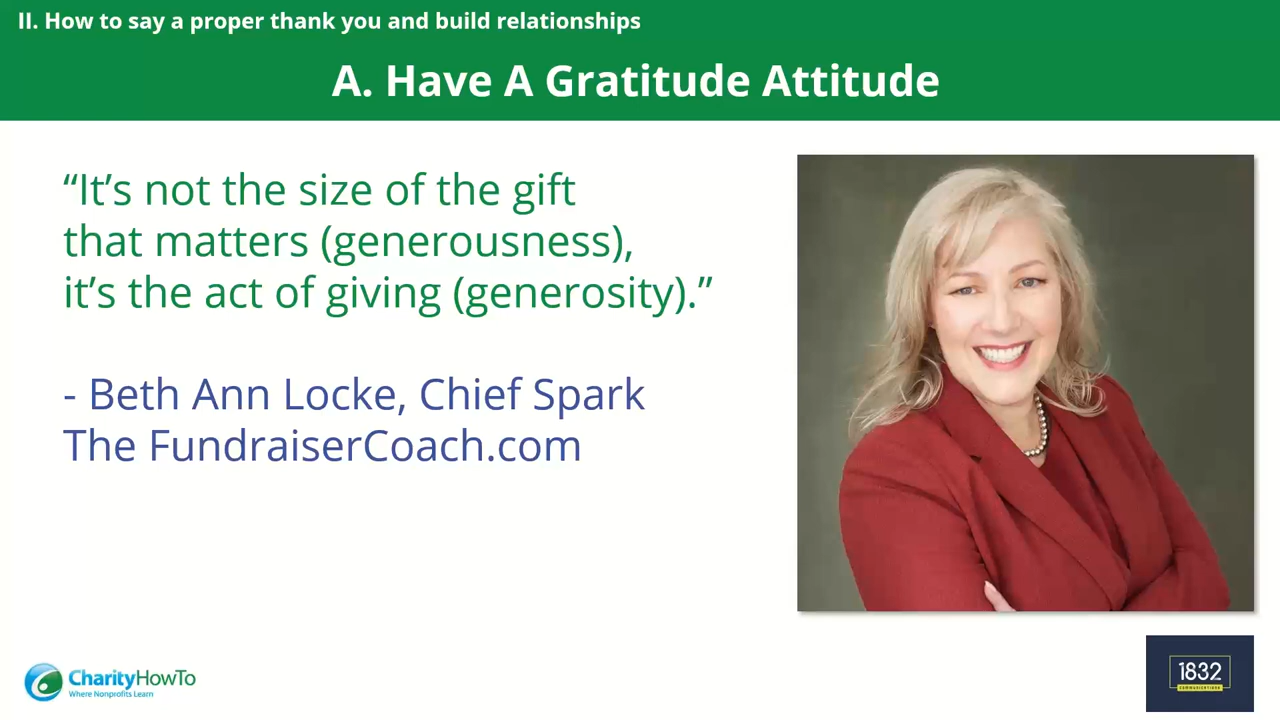 II. How to say a proper thank you and build relationships
A. Have A Gratitude Attitude
“It’s not the size of the gift
that matters (generousness),
it’s the act of giving (generosity).”
- Beth Ann Locke, Chief Spark
The FundraiserCoach.com
CharityHowTo
Where Nonprofits Learn
1832
COMMUNICATIONS